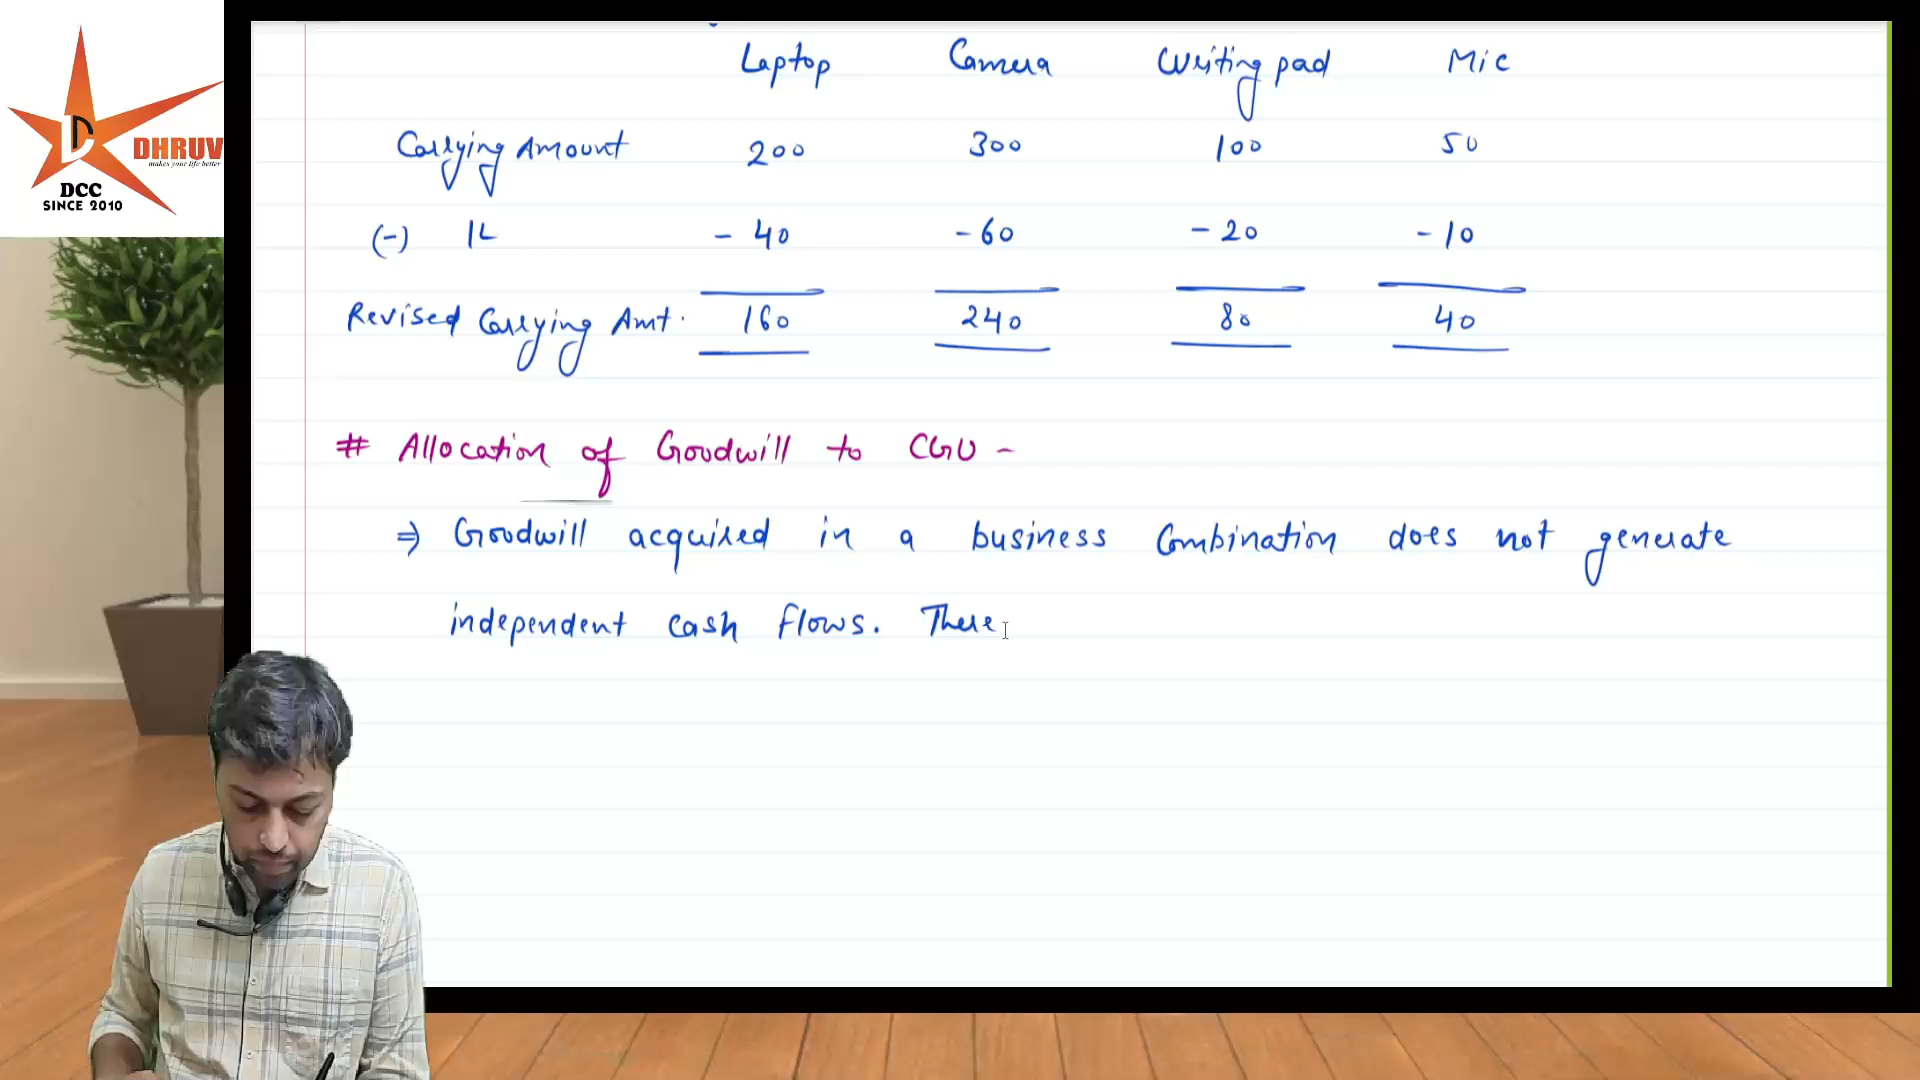 Laptop Camera Writing pad Mic
Carrying Amount 200 300 100 50
(-) IL - 40 - 60 - 20 - 10
Revised Carrying Amt. 160 240 80 40
# Allocation of Goodwill to CGU -
⇒ Goodwill acquired in a business Combination does not generate
independent cash flows. There
DC
DHRUV
makes your life better
DCC
SINCE 2010